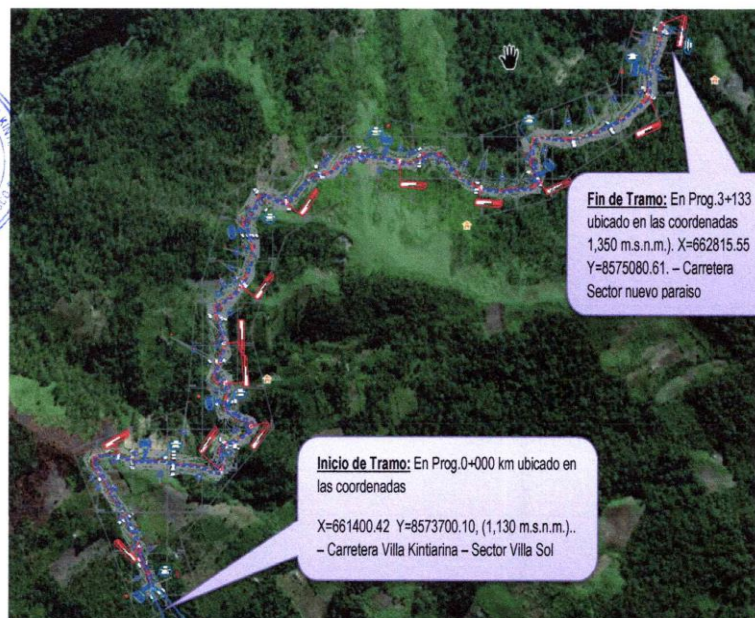 Fin de Tramo: En Prog.3+133
ubicado en las coordenadas
1,350 m.s.n.m.). X=662815.55
Y=8575080.61. – Carretera
Sector nuevo paraiso
Inicio de Tramo: En Prog.0+000 km ubicado en
las coordenadas
X=661400.42 Y=8573700.10, (1,130 m.s.n.m.)..
– Carretera Villa Kintiarina – Sector Villa Sol